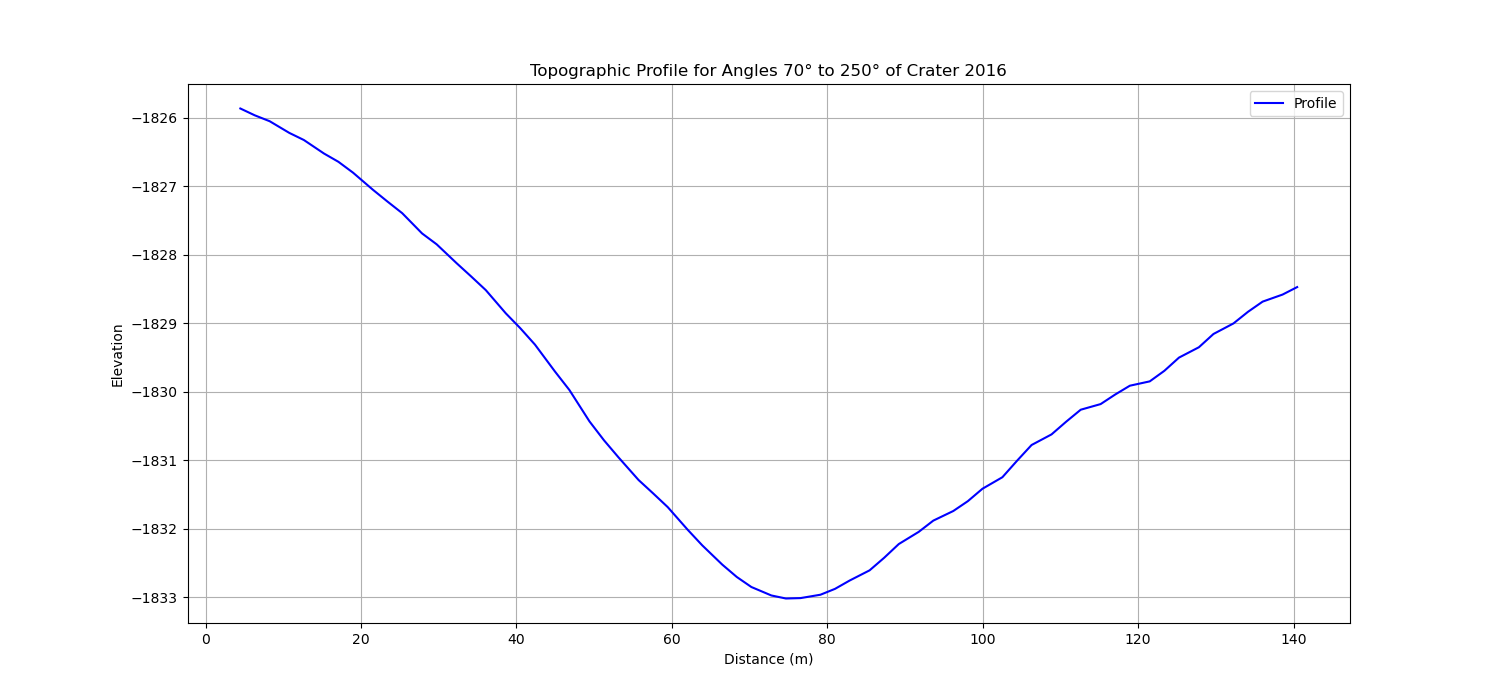 Topographic Profile for Angles 70° to 250° of Crater 2016
Profile
−1826
−1827
−1828
−1829
−1830
−1831
−1832
−1833
Elevation
0 20 40 60 80 100 120 140
Distance (m)